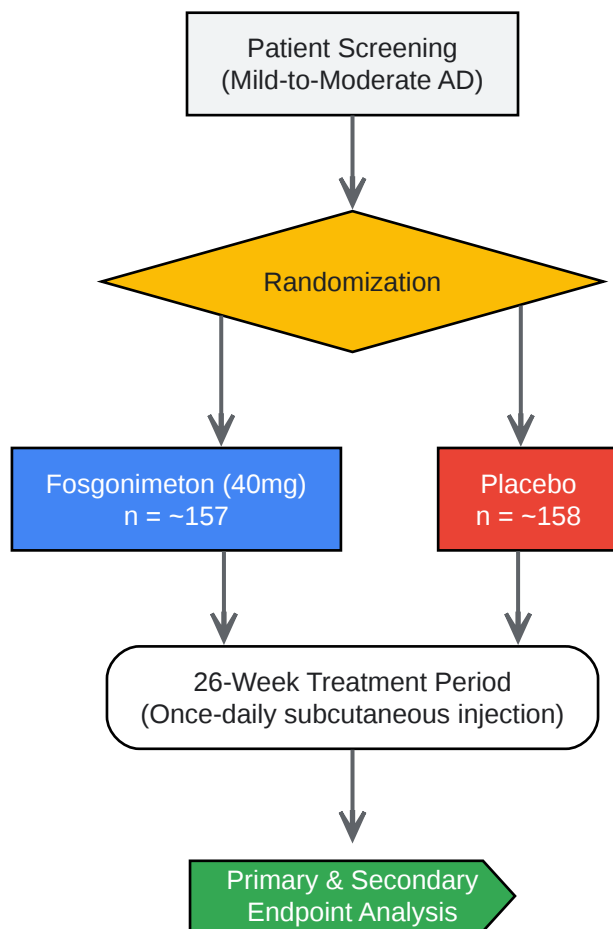 Patient Screening
(Mild-to-Moderate AD)
Randomization
Fosgonimeton (40mg)
n = ~157
Placebo
n = ~158
26-Week Treatment Period
(Once-daily subcutaneous injection)
Primary & Secondary
Endpoint Analysis